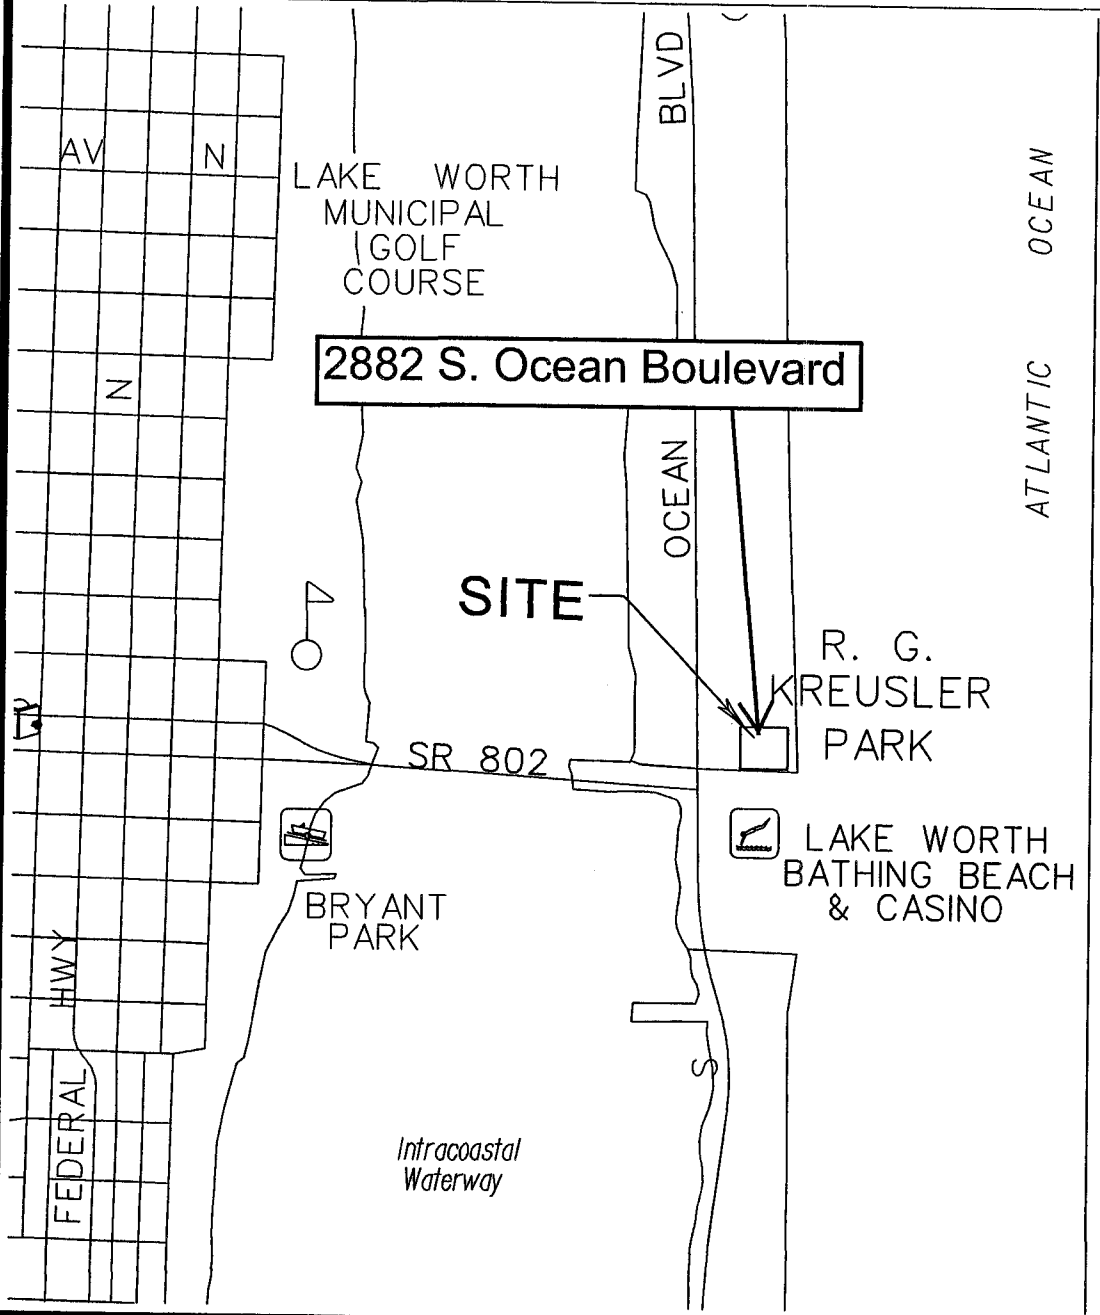 BLVD
AV N
LAKE WORTH
MUNICIPAL
GOLF
COURSE
OCEAN
ATLANTIC
2882 S. Ocean Boulevard
N
OCEAN
SITE
R. G.
KREUSLER
PARK
SR 802
LAKE WORTH
BATHING BEACH
& CASINO
BRYANT
PARK
HWY
FEDERAL
S
Intracoastal
Waterway